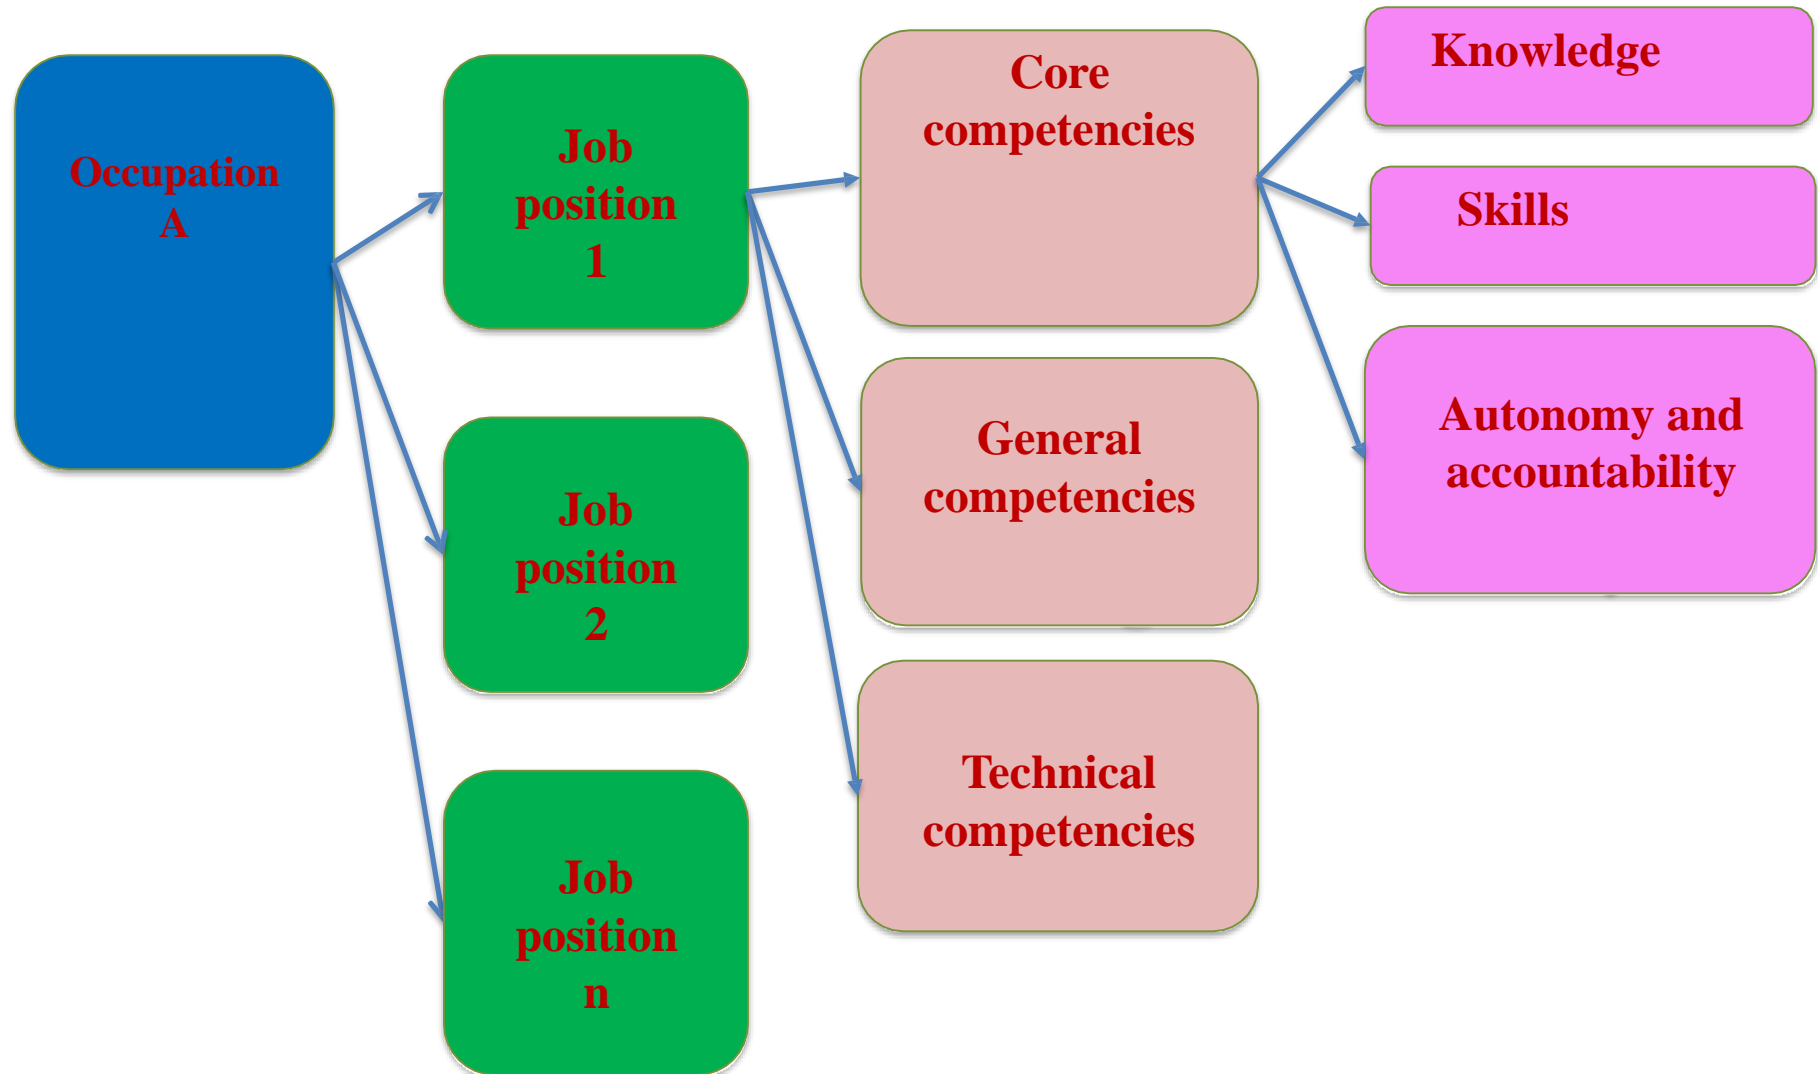 Occupation
A
Job
position
1
Job
position
2
Job
position
n
Core
competencies
General
competencies
Technical
competencies
Knowledge
Skills
Autonomy and
accountability